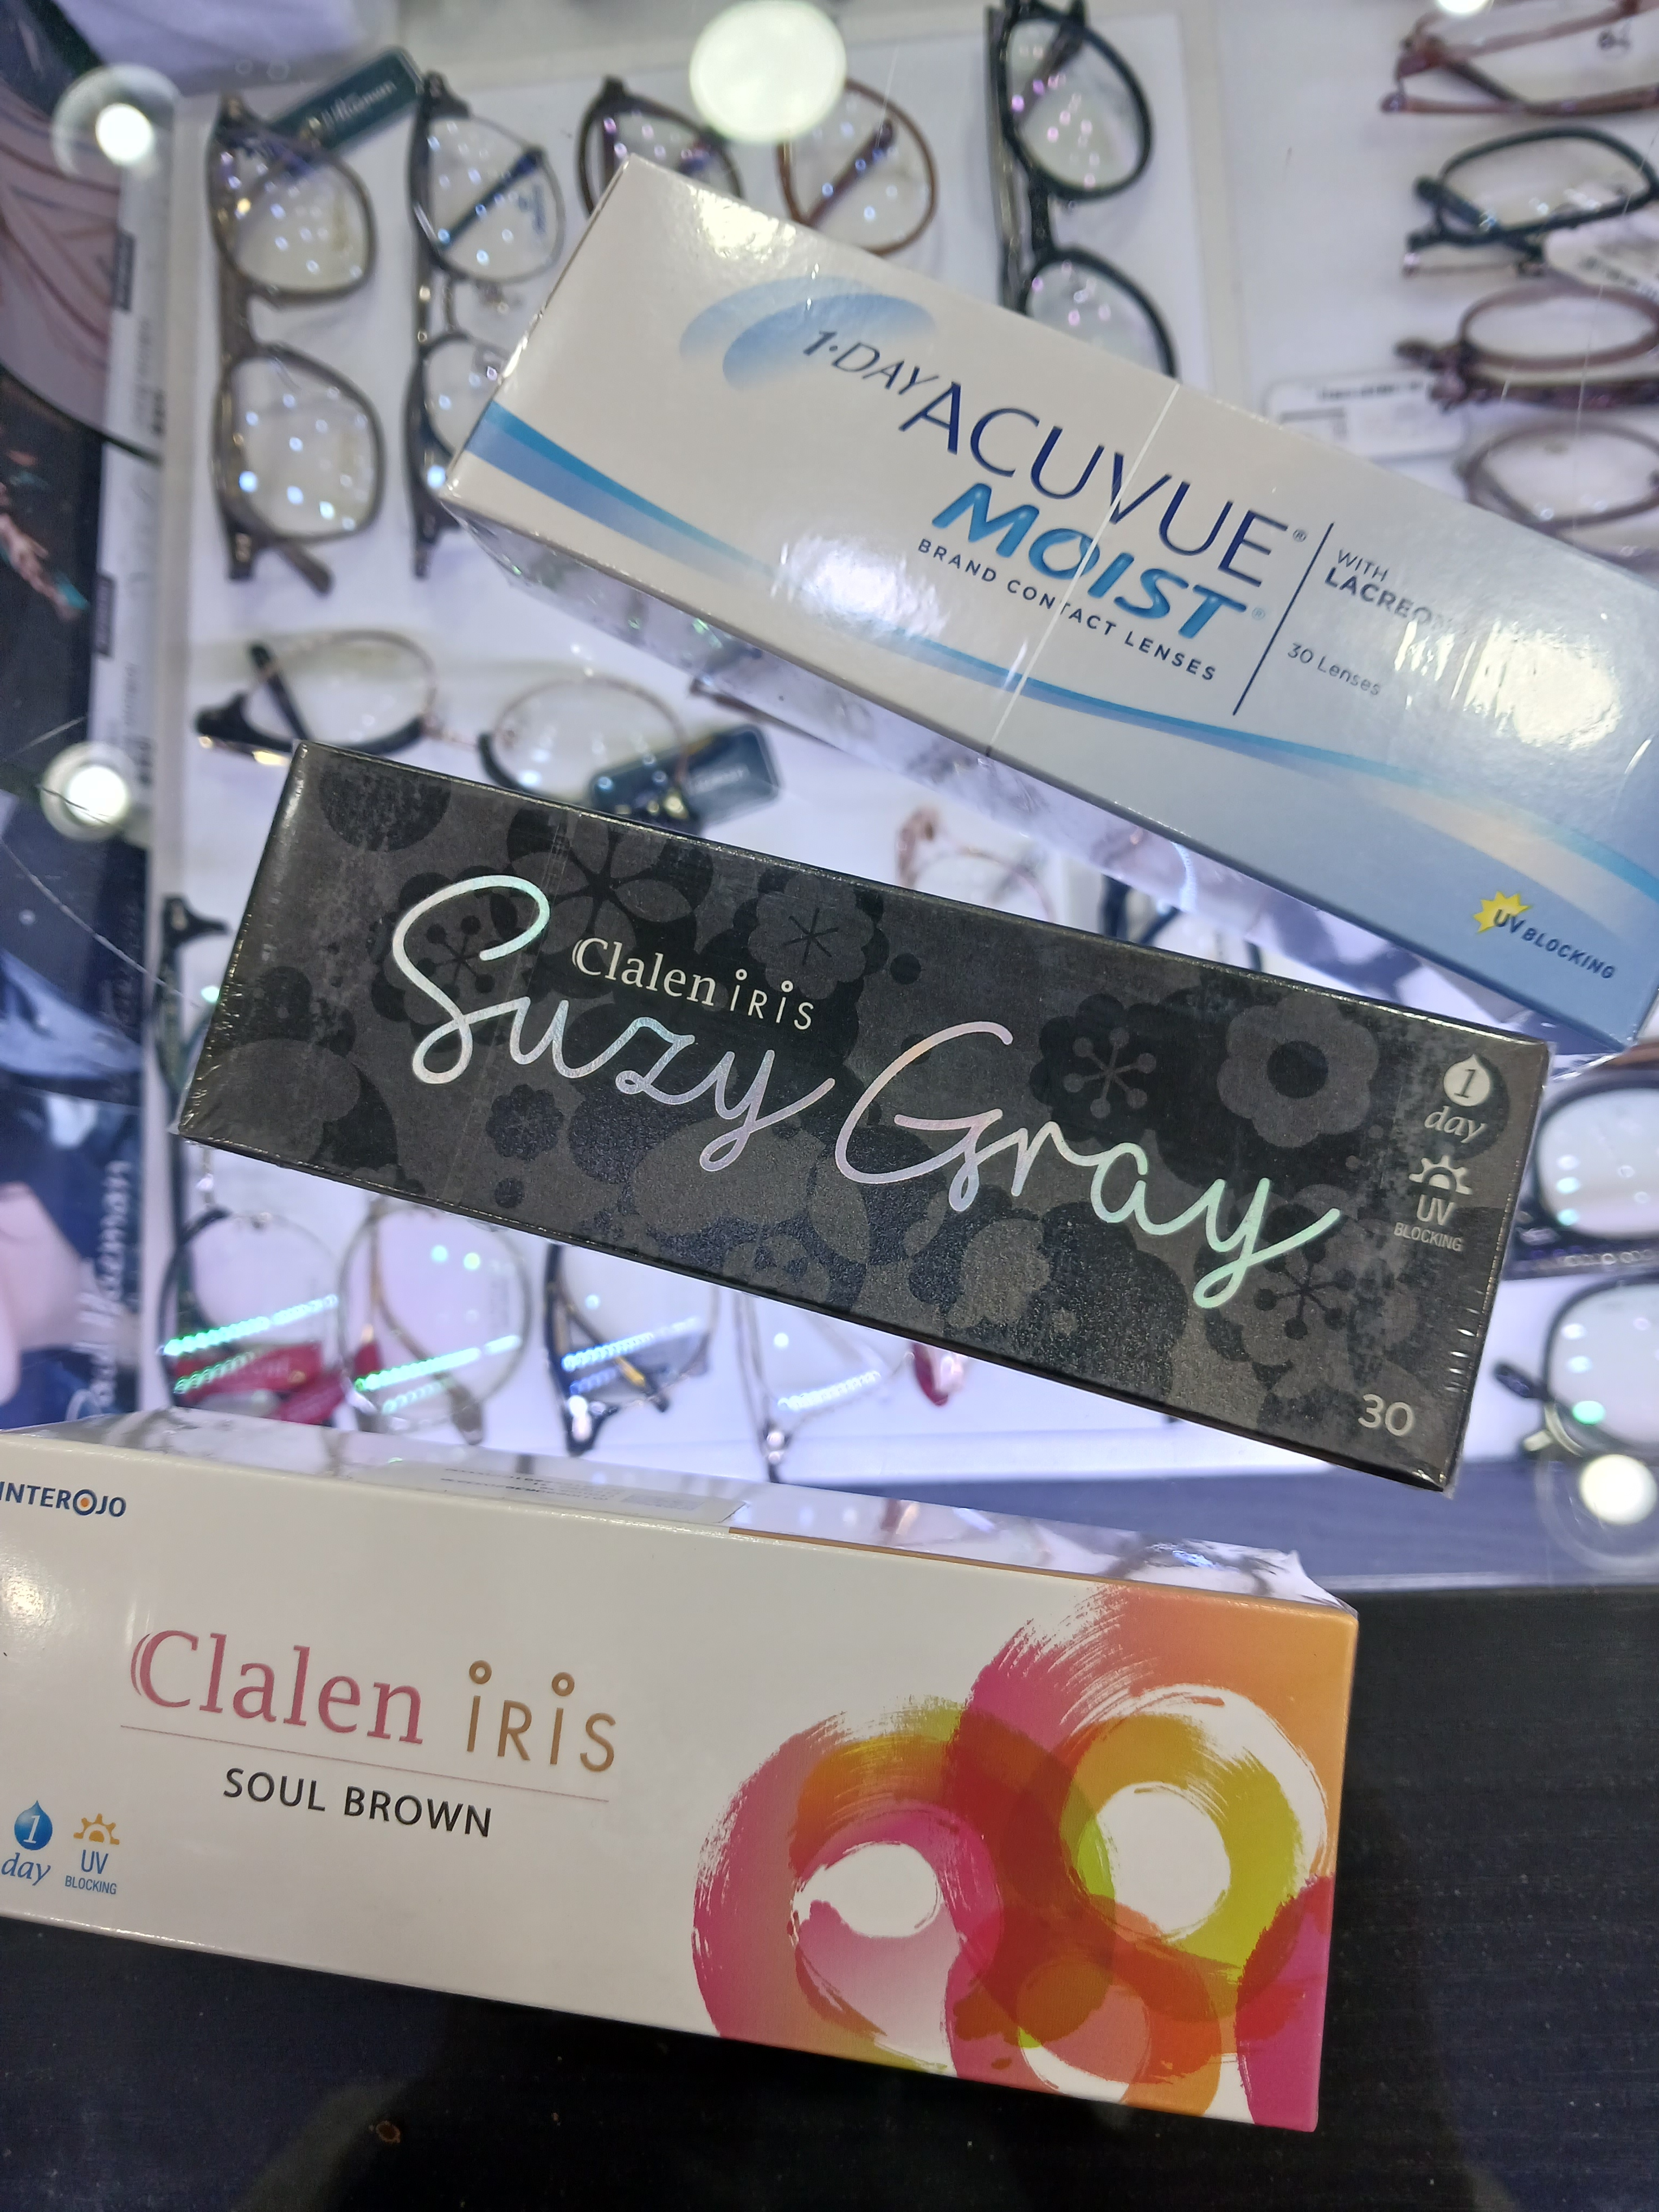 1·DAY ACUVUE®
MOIST®
BRAND CONTACT LENSES
WITH
LACREON
30 Lenses
UV BLOCKING
Clalen iRiS
Suzy Gray
1
day
UV
BLOCKING
30
INTEROJO
Clalen iRiS
SOUL BROWN
1
day
UV
BLOCKING